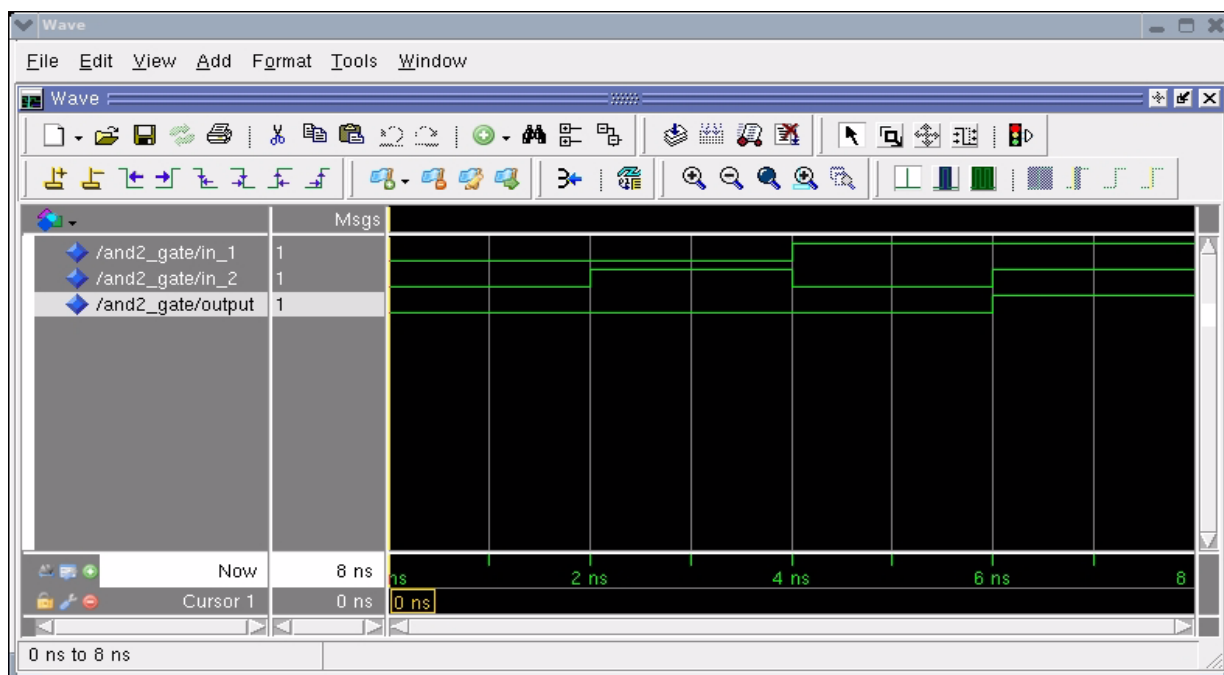 Wave
File Edit View Add Format Tools Window
Wave
Msgs
/and2_gate/in_1 1
/and2_gate/in_2 1
/and2_gate/output 1
Now 8 ns
ns 2 ns 4 ns 6 ns 8
Cursor 1 0 ns 0 ns
0 ns to 8 ns